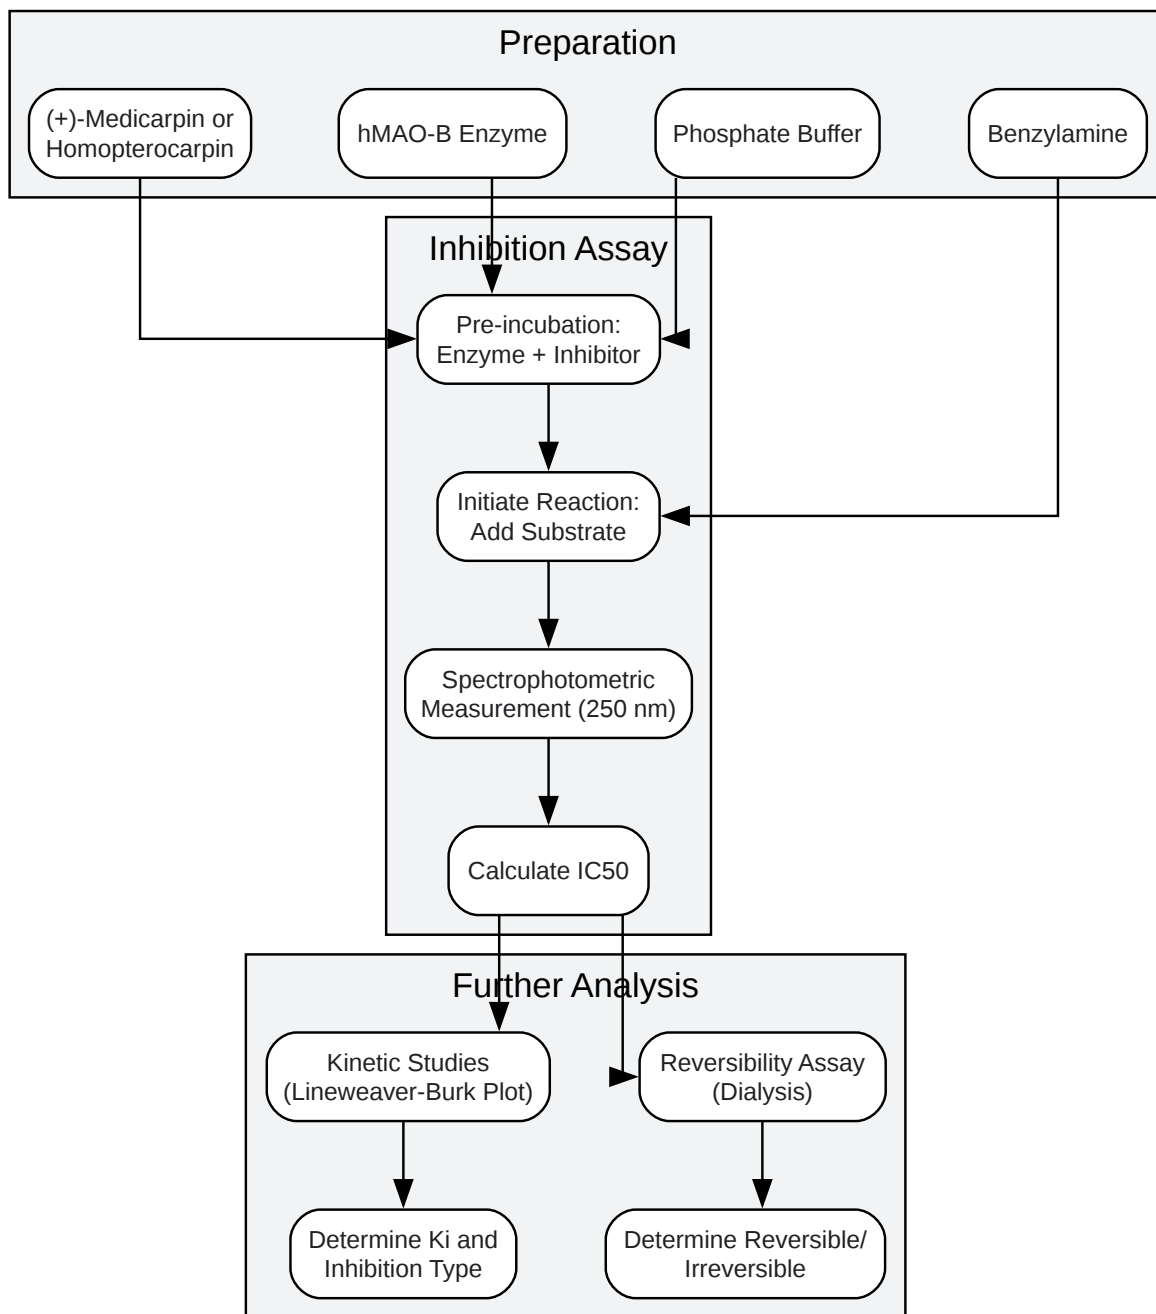 Preparation
(+)-Medicarpin or
Homopterocarpin
hMAO-B Enzyme
Phosphate Buffer
Benzylamine
Inhibition Assay
Pre-incubation:
Enzyme + Inhibitor
Initiate Reaction:
Add Substrate
Spectrophotometric
Measurement (250 nm)
Calculate IC50
Further Analysis
Kinetic Studies
(Lineweaver-Burk Plot)
Reversibility Assay
(Dialysis)
Determine Ki and
Inhibition Type
Determine Reversible/
Irreversible